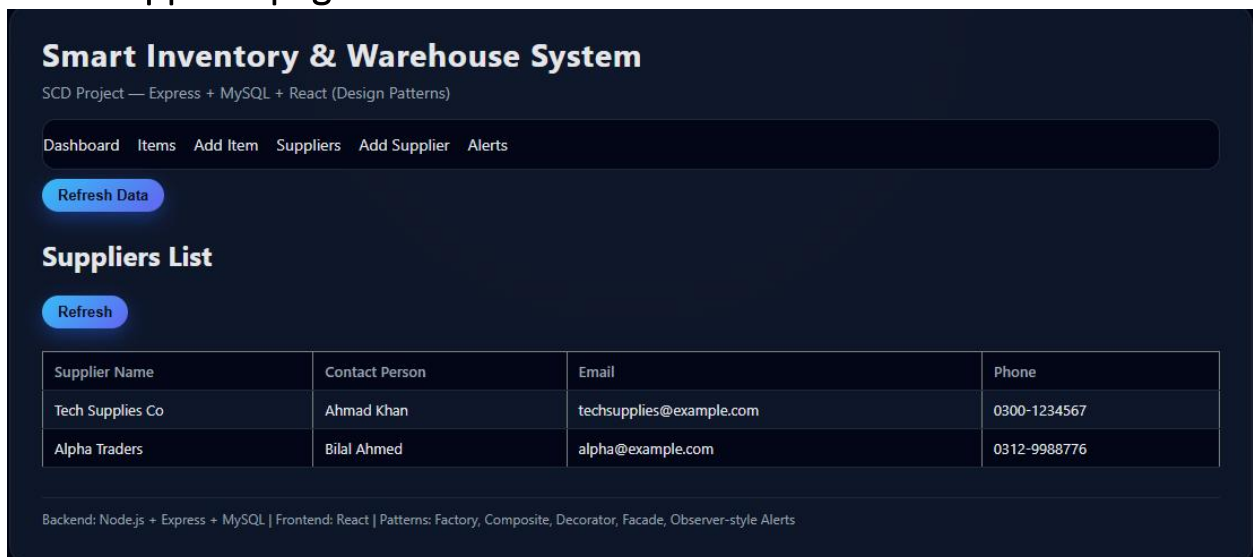 Smart Inventory & Warehouse System
SCD Project — Express + MySQL + React (Design Patterns)
Dashboard Items Add Item Suppliers Add Supplier Alerts
Refresh Data
Suppliers List
Refresh
Supplier Name Contact Person Email Phone
Tech Supplies Co Ahmad Khan techsupplies@example.com 0300-1234567
Alpha Traders Bilal Ahmed alpha@example.com 0312-9988776
Backend: Node.js + Express + MySQL | Frontend: React | Patterns: Factory, Composite, Decorator, Facade, Observer-style Alerts